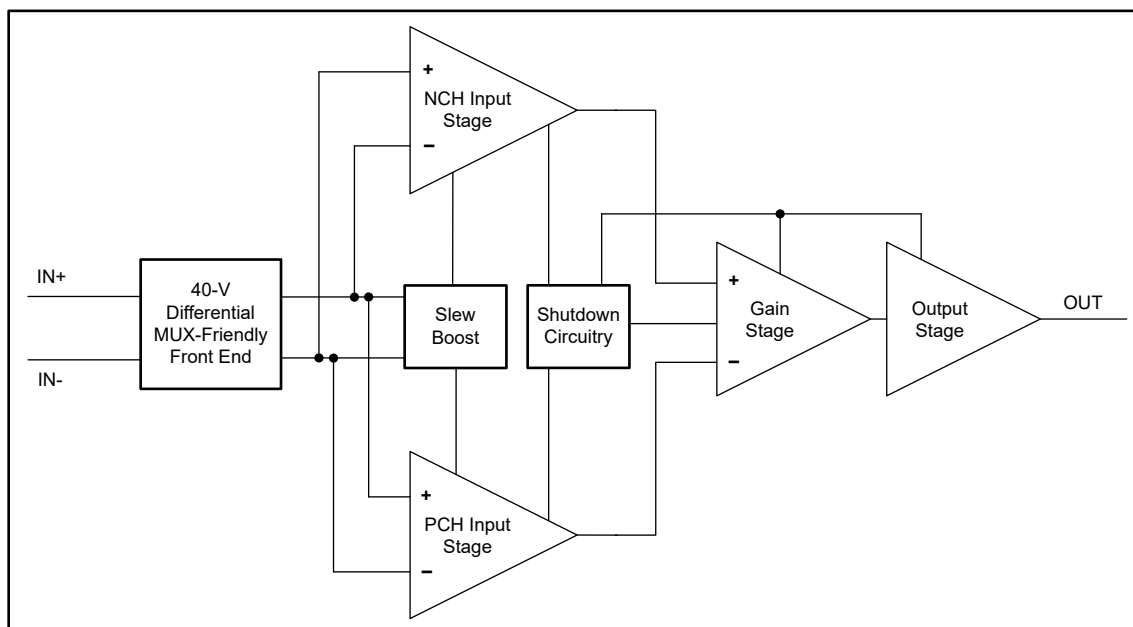 +
NCH Input
Stage
−
IN+
IN-
40-V
Differential
MUX-Friendly
Front End
Slew
Boost
Shutdown
Circuitry
+
Gain
Stage
−
Output
Stage
OUT
+
PCH Input
Stage
−